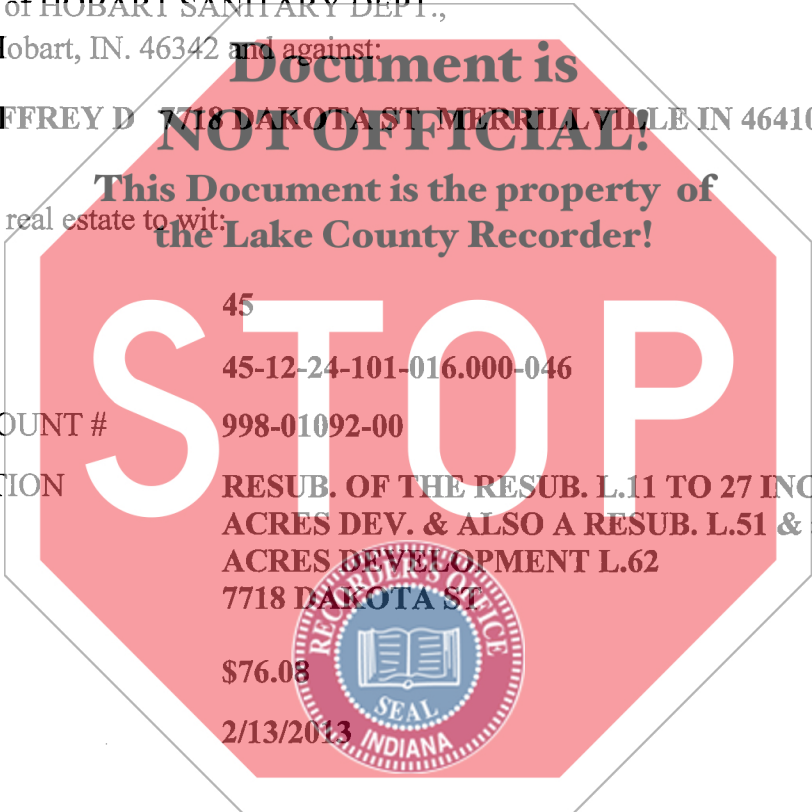 of HOBART SANITARY DEPT.,
Hobart, IN. 46342 and against:
Document is
FFREY D 7718 DAKOTA ST MERRILLVILLE IN 46410
NOT OFFICIAL!
This Document is the property of
real estate to wit:
the Lake County Recorder!
45
STOP
45-12-24-101-016.000-046
OUNT # 998-01092-00
TION RESUB. OF THE RESUB. L.11 TO 27 INC
ACRES DEV. & ALSO A RESUB. L.51 &
ACRES DEVELOPMENT L.62
7718 DAKOTA ST
RECORDER'S OFFICE
$76.08
SEAL
2/13/2013
INDIANA